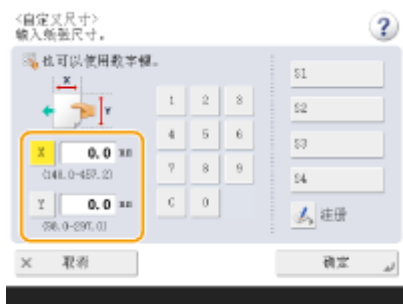 <自定义尺寸>
输入纸张尺寸。
?
也可以使用数字键。
X
Y
X 0.0 mm
(148.0-457.2)
Y 0.0 mm
(98.0-297.0)
1 2 3
4 5 6
7 8 9
C 0
S1
S2
S3
S4
注册
× 取消
确定